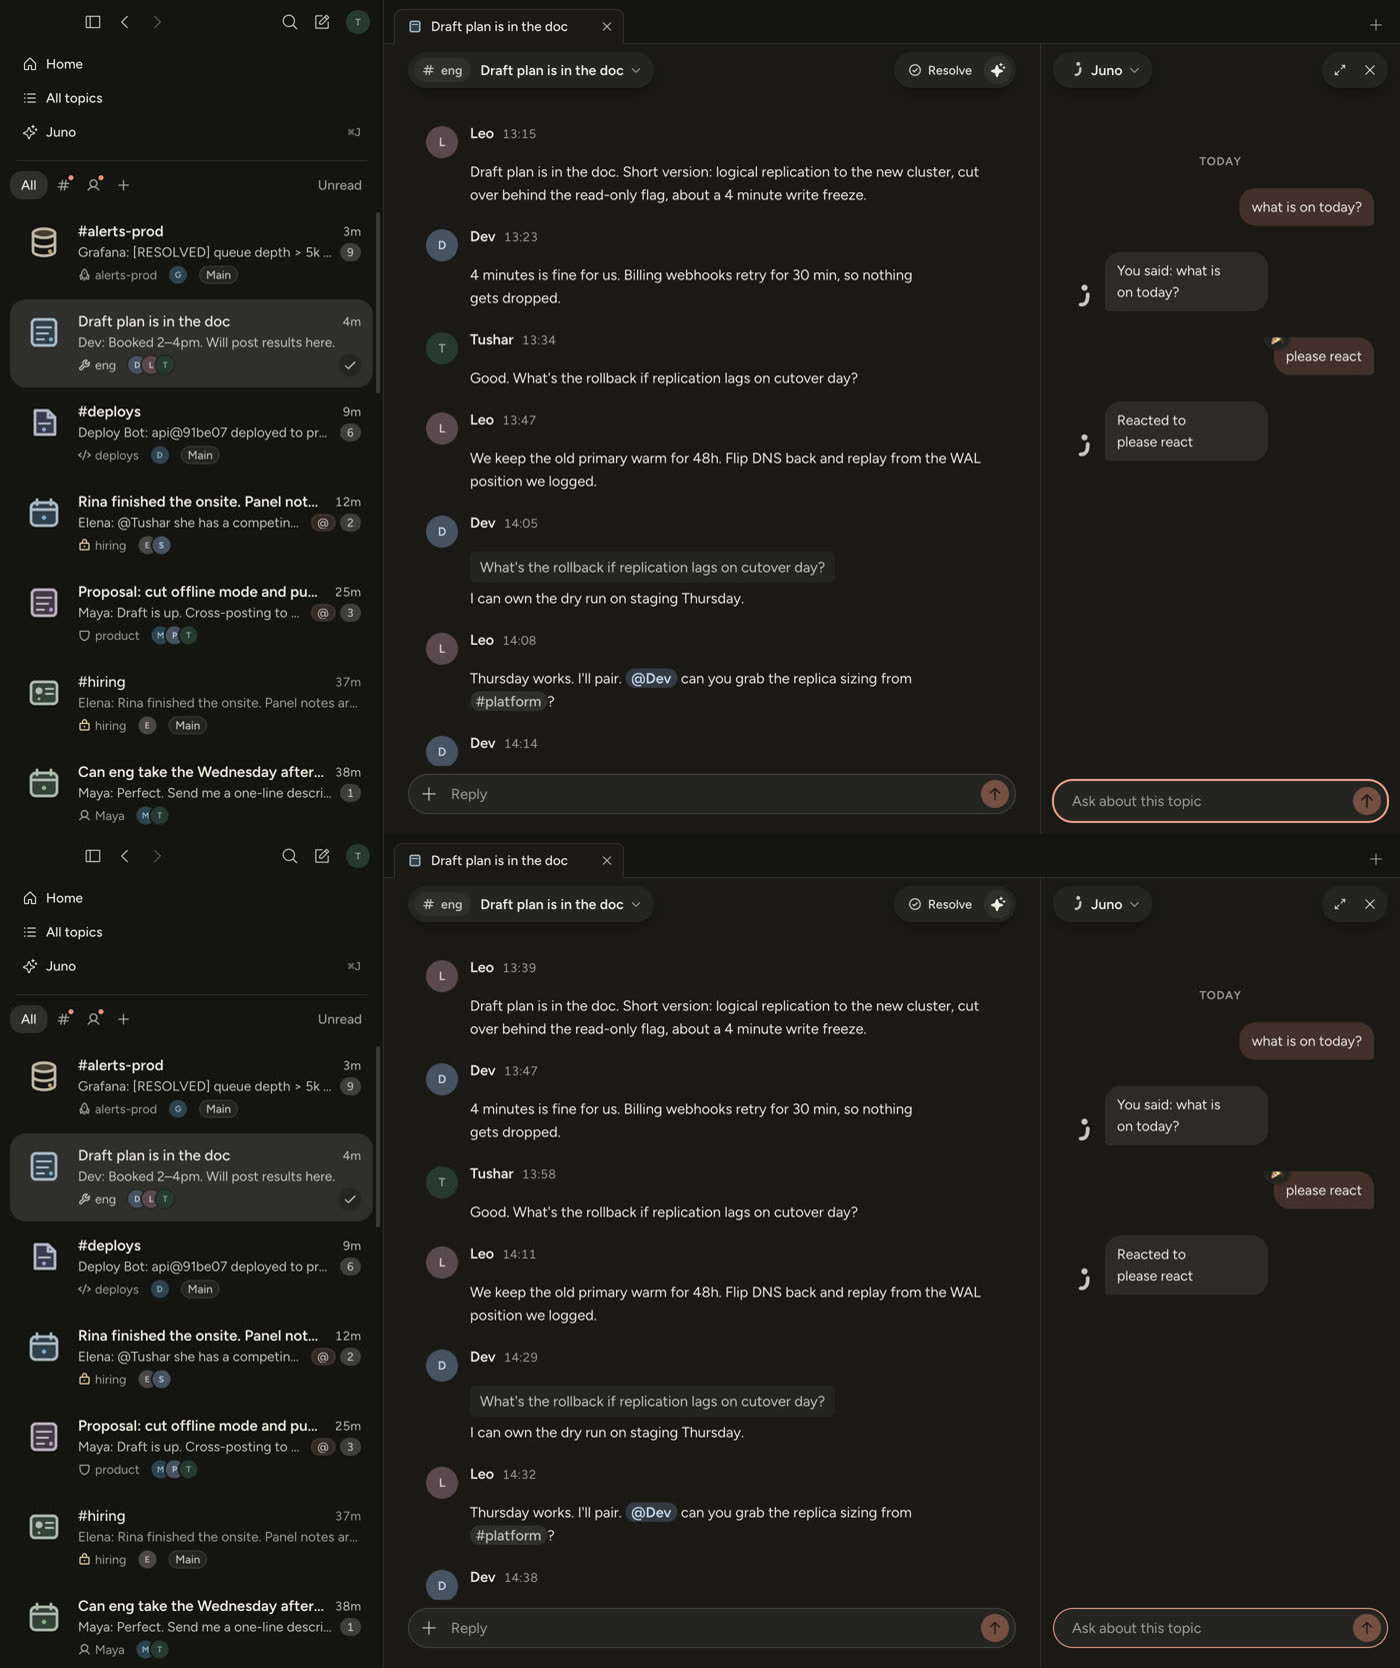 T
Home
All topics
Juno ⌘J
All # + Unread
#alerts-prod 3m
Grafana: [RESOLVED] queue depth > 5k ... 9
alerts-prod G Main
Draft plan is in the doc 4m
Dev: Booked 2–4pm. Will post results here.
eng D L T
#deploys 9m
Deploy Bot: api@91be07 deployed to pr... 6
</> deploys D Main
Rina finished the onsite. Panel not... 12m
Elena: @Tushar she has a competin... @ 2
hiring E S
Proposal: cut offline mode and pu... 25m
Maya: Draft is up. Cross-posting to ... @ 3
product M P T
#hiring 37m
Elena: Rina finished the onsite. Panel notes ar...
hiring E Main
Can eng take the Wednesday after... 38m
Maya: Perfect. Send me a one-line descri... 1
Maya M T
Draft plan is in the doc
# eng Draft plan is in the doc
Resolve
L Leo 13:15
Draft plan is in the doc. Short version: logical replication to the new cluster, cut
over behind the read-only flag, about a 4 minute write freeze.
D Dev 13:23
4 minutes is fine for us. Billing webhooks retry for 30 min, so nothing
gets dropped.
T Tushar 13:34
Good. What's the rollback if replication lags on cutover day?
L Leo 13:47
We keep the old primary warm for 48h. Flip DNS back and replay from the WAL
position we logged.
D Dev 14:05
What's the rollback if replication lags on cutover day?
I can own the dry run on staging Thursday.
L Leo 14:08
Thursday works. I'll pair. @Dev can you grab the replica sizing from
#platform ?
D Dev 14:14
Reply
Juno
TODAY
what is on today?
You said: what is
on today?
please react
Reacted to
please react
Ask about this topic
T
Home
All topics
Juno ⌘J
All # + Unread
#alerts-prod 3m
Grafana: [RESOLVED] queue depth > 5k ... 9
alerts-prod G Main
Draft plan is in the doc 4m
Dev: Booked 2–4pm. Will post results here.
eng D L T
#deploys 9m
Deploy Bot: api@91be07 deployed to pr... 6
</> deploys D Main
Rina finished the onsite. Panel not... 12m
Elena: @Tushar she has a competin... @ 2
hiring E S
Proposal: cut offline mode and pu... 25m
Maya: Draft is up. Cross-posting to ... @ 3
product M P T
#hiring 37m
Elena: Rina finished the onsite. Panel notes ar...
hiring E Main
Can eng take the Wednesday after... 38m
Maya: Perfect. Send me a one-line descri... 1
Maya M T
Draft plan is in the doc
# eng Draft plan is in the doc
Resolve
L Leo 13:39
Draft plan is in the doc. Short version: logical replication to the new cluster, cut
over behind the read-only flag, about a 4 minute write freeze.
D Dev 13:47
4 minutes is fine for us. Billing webhooks retry for 30 min, so nothing
gets dropped.
T Tushar 13:58
Good. What's the rollback if replication lags on cutover day?
L Leo 14:11
We keep the old primary warm for 48h. Flip DNS back and replay from the WAL
position we logged.
D Dev 14:29
What's the rollback if replication lags on cutover day?
I can own the dry run on staging Thursday.
L Leo 14:32
Thursday works. I'll pair. @Dev can you grab the replica sizing from
#platform ?
D Dev 14:38
Reply
Juno
TODAY
what is on today?
You said: what is
on today?
please react
Reacted to
please react
Ask about this topic